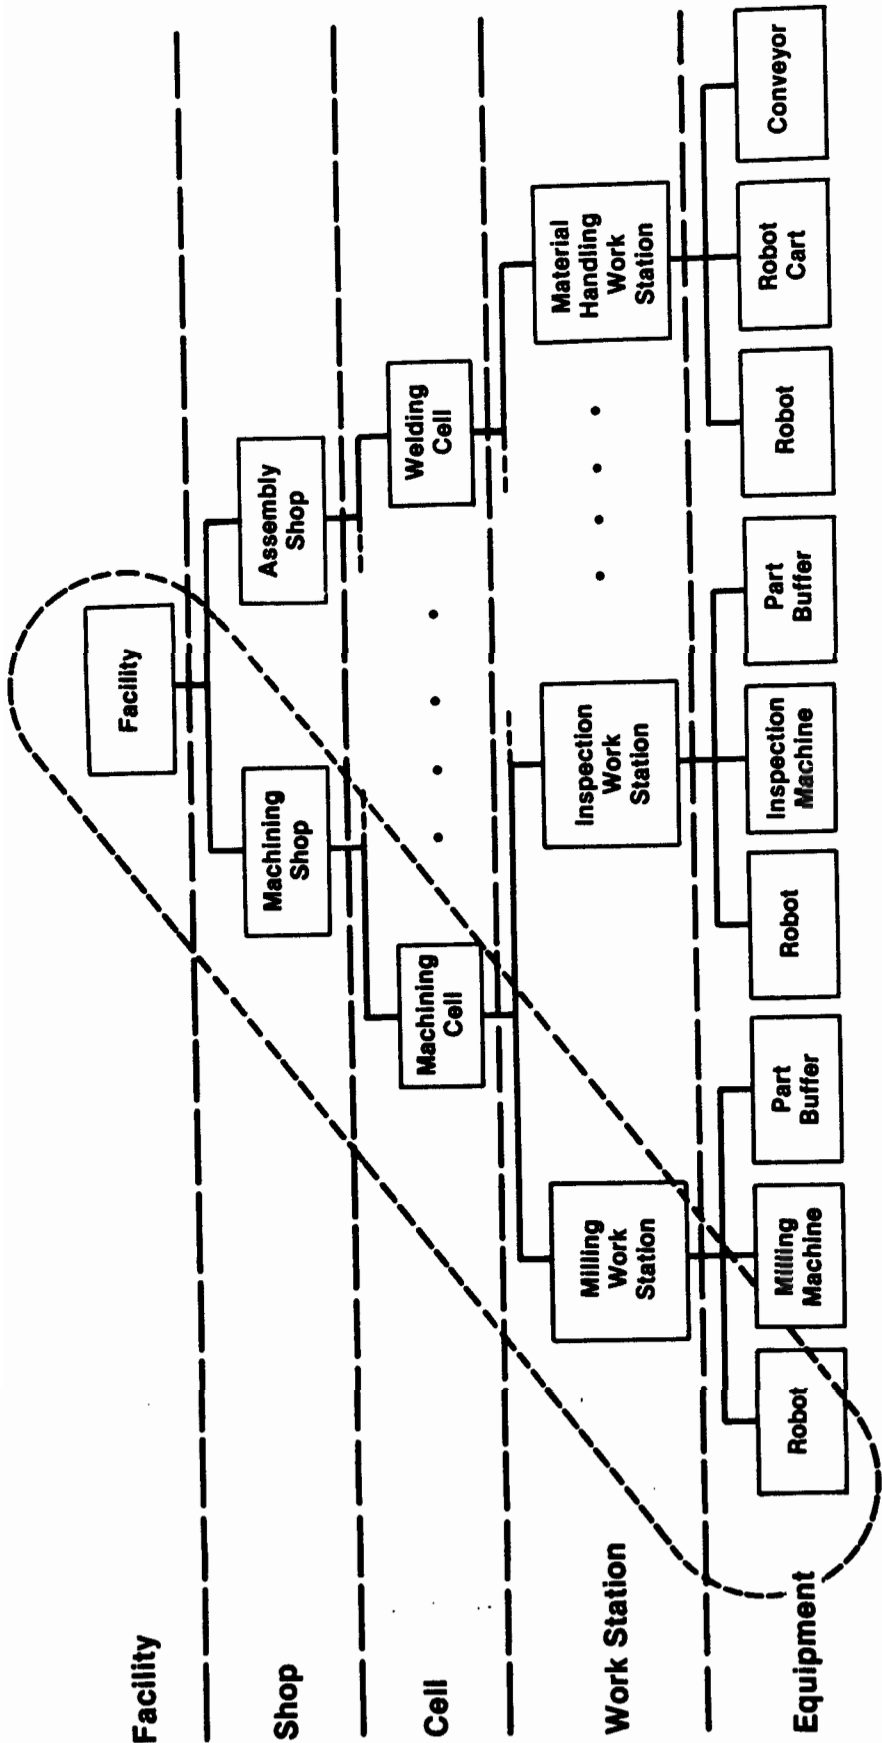 Facility
Facility
Shop
Machining
Shop
Assembly
Shop
Cell
Machining
Cell
Welding
Cell
Work Station
Milling
Work
Station
Inspection
Work
Station
Material
Handling
Work
Station
Equipment
Robot
Milling
Machine
Part
Buffer
Robot
Inspection
Machine
Part
Buffer
Robot
Robot
Cart
Conveyor